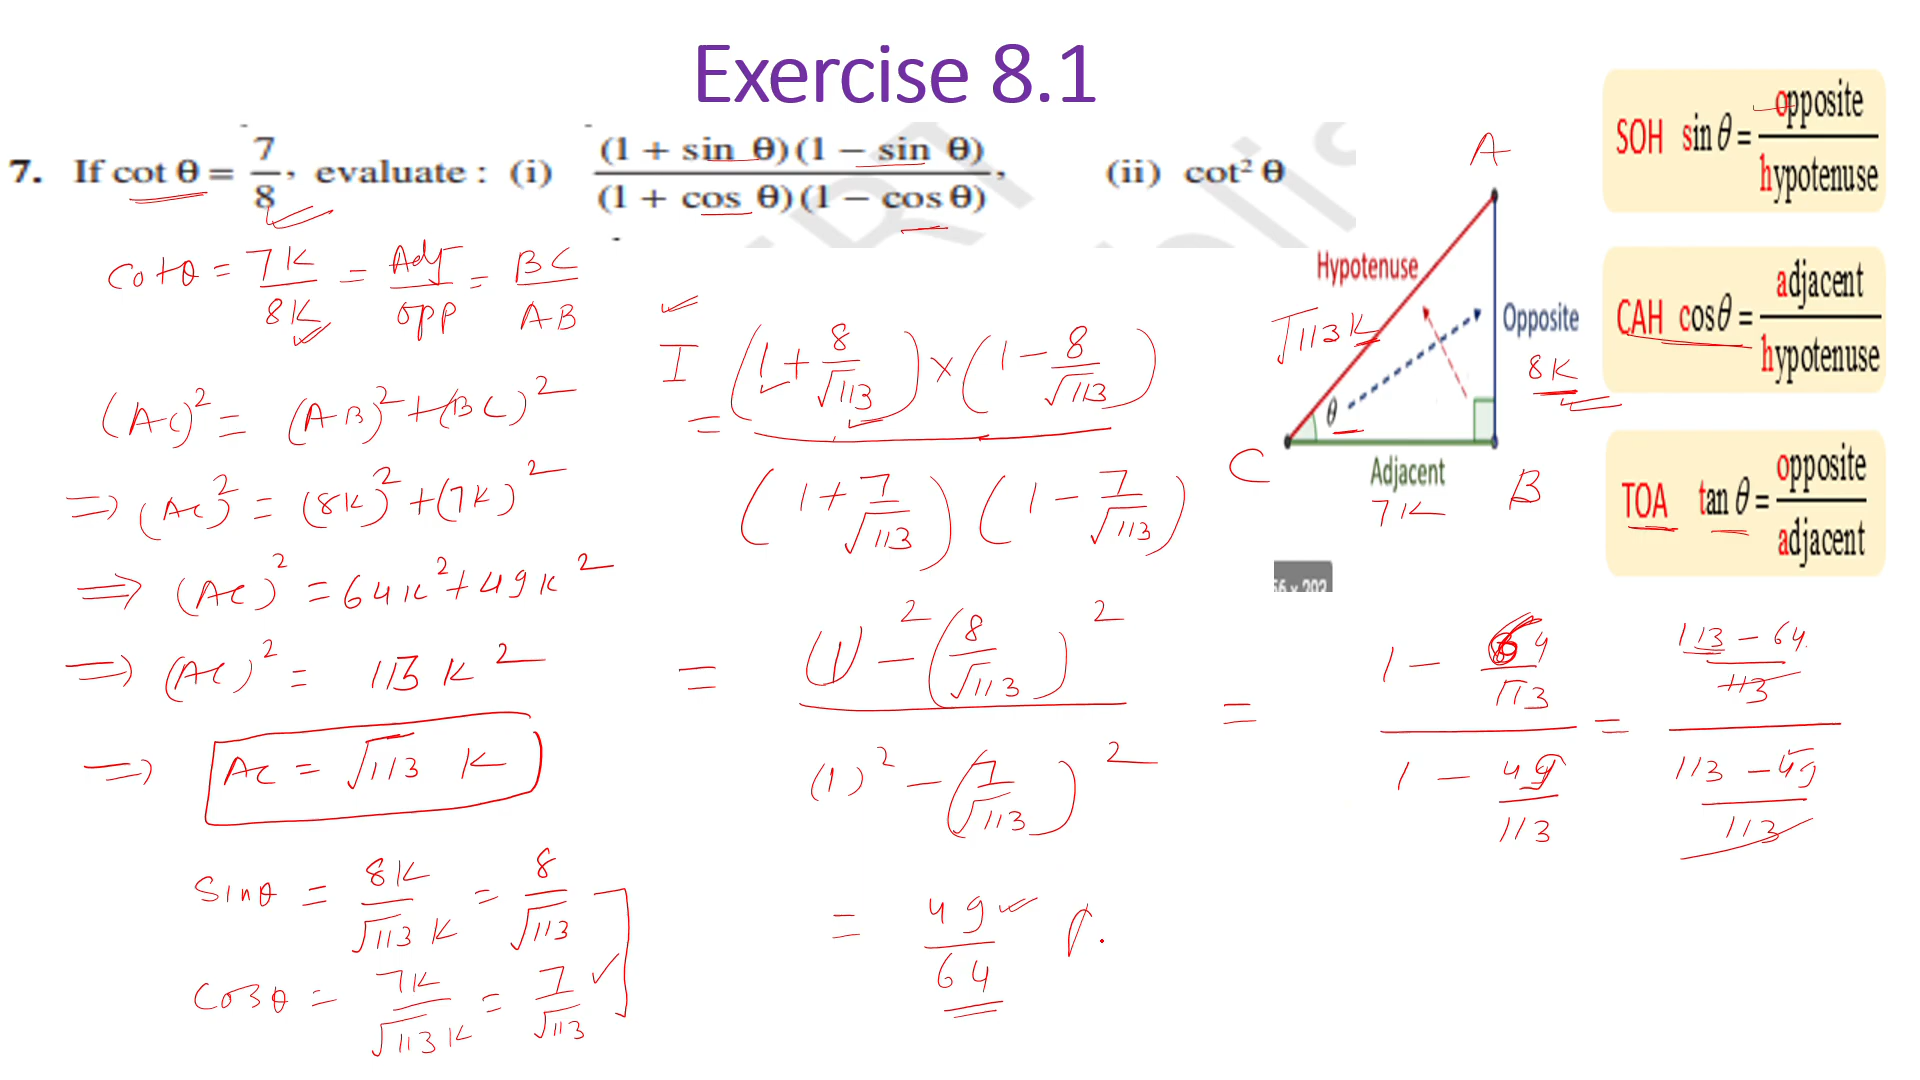 Exercise 8.1
7. If cot θ = 7/8, evaluate : (i) (1 + sin θ)(1 − sin θ)/(1 + cos θ)(1 − cos θ), (ii) cot² θ
Cotθ = 7K/8K = Adj/opp = BC/AB
(AC)² = (AB)² + (BC)²
⇒ (AC)² = (8K)² + (7K)²
⇒ (AC)² = 64K² + 49K²
⇒ (AC)² = 113 K²
⇒ AC = √113 K
Sinθ = 8K/√113 K = 8/√113
Cosθ = 7K/√113 K = 7/√113
I
= (1 + 8/√113) × (1 − 8/√113) / (1 + 7/√113) (1 − 7/√113)
= (1)² − (8/√113)² / (1)² − (7/√113)² = 1 − 64/113 / 1 − 49/113 = 113 − 64/113 / 113 − 49/113
= 49/64
A
Hypotenuse
√113 K
Opposite
8K
θ
C
Adjacent
7K
B
SOH sin θ = opposite/hypotenuse
CAH cosθ = adjacent/hypotenuse
TOA tan θ = opposite/adjacent